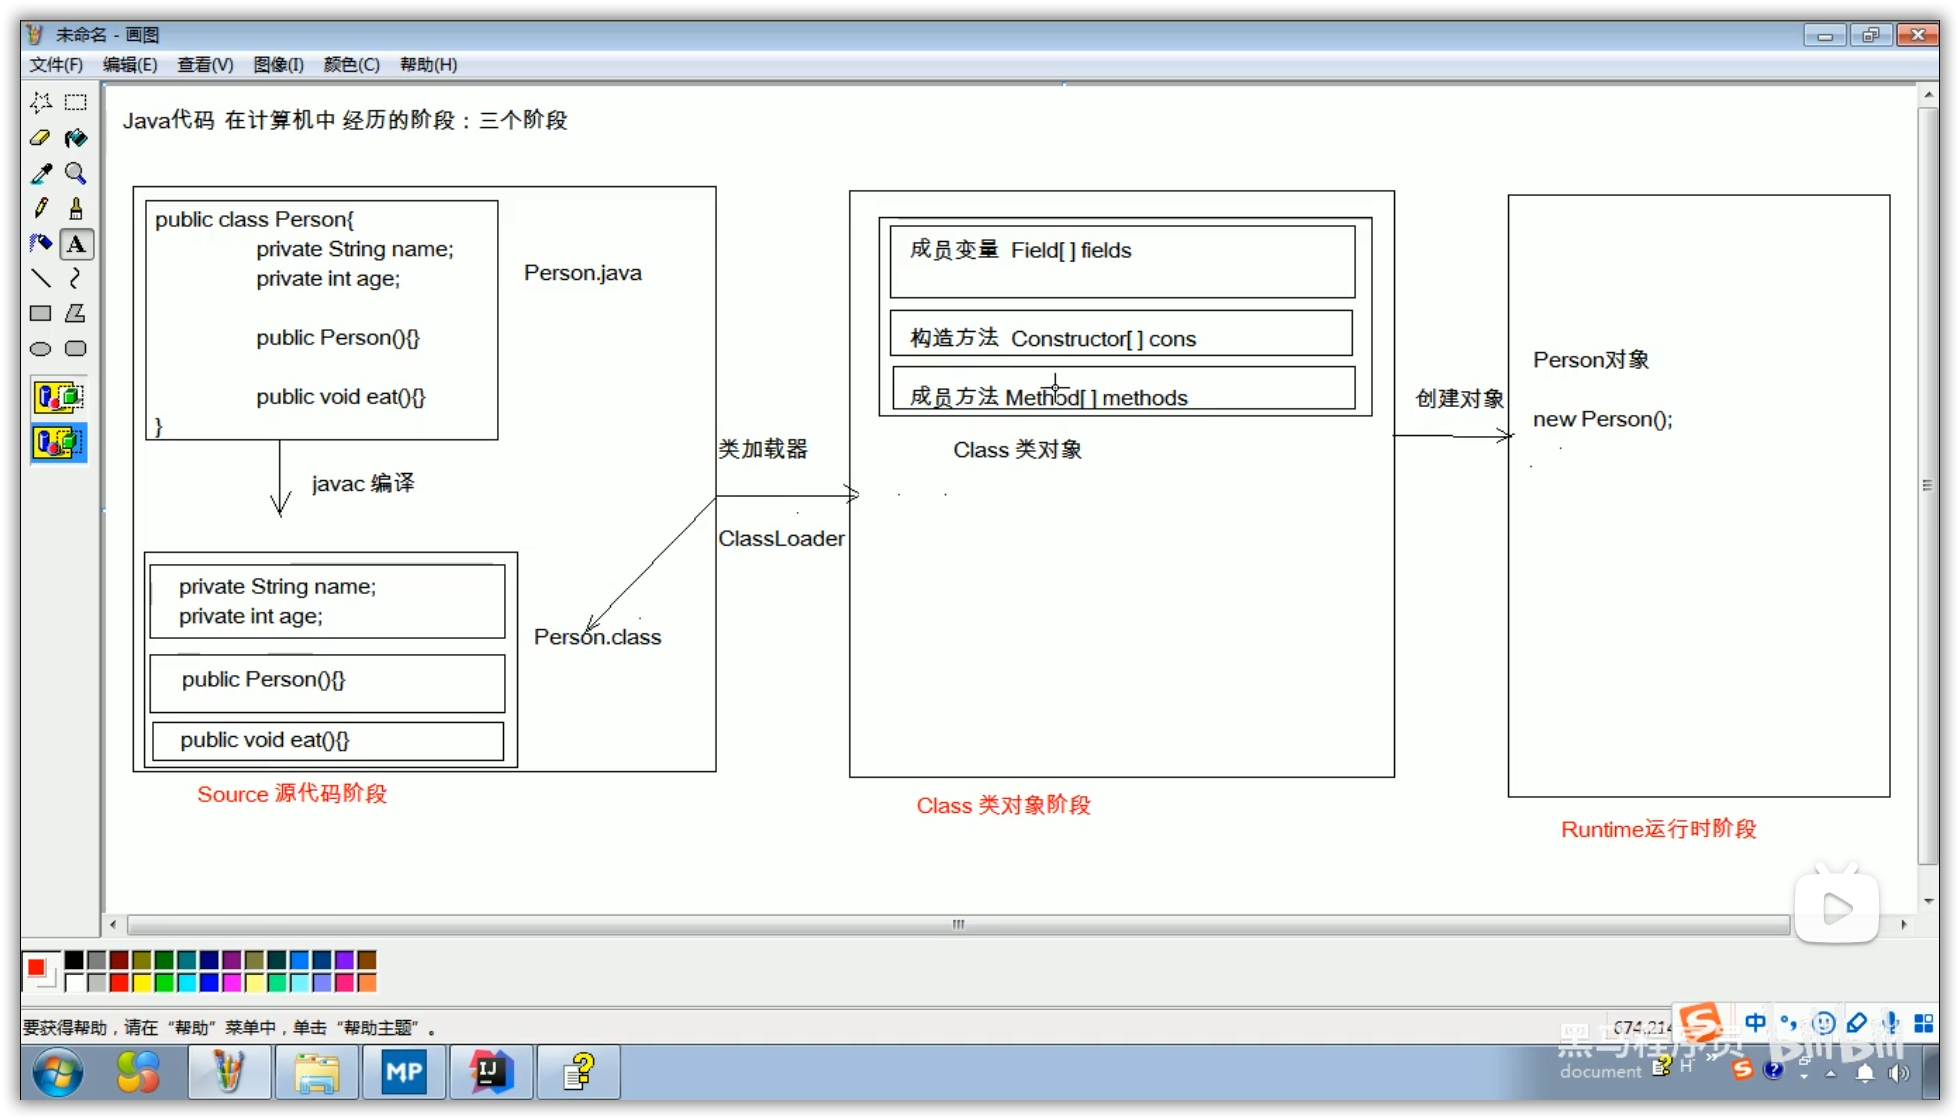 未命名 - 画图
文件(F) 编辑(E) 查看(V) 图像(I) 颜色(C) 帮助(H)
Java代码 在计算机中 经历的阶段：三个阶段
public class Person{
private String name;
private int age;
public Person(){}
public void eat(){}
}
Person.java
javac 编译
private String name;
private int age;
public Person(){}
public void eat(){}
Person.class
Source 源代码阶段
类加载器
ClassLoader
成员变量 Field[ ] fields
构造方法 Constructor[ ] cons
成员方法 Method[ ] methods
Class 类对象
Class 类对象阶段
创建对象
Person对象
new Person();
Runtime运行时阶段
要获得帮助，请在“帮助”菜单中，单击“帮助主题”。
674,214
中
黑马程序员
bilibili
document
MP
IJ
H